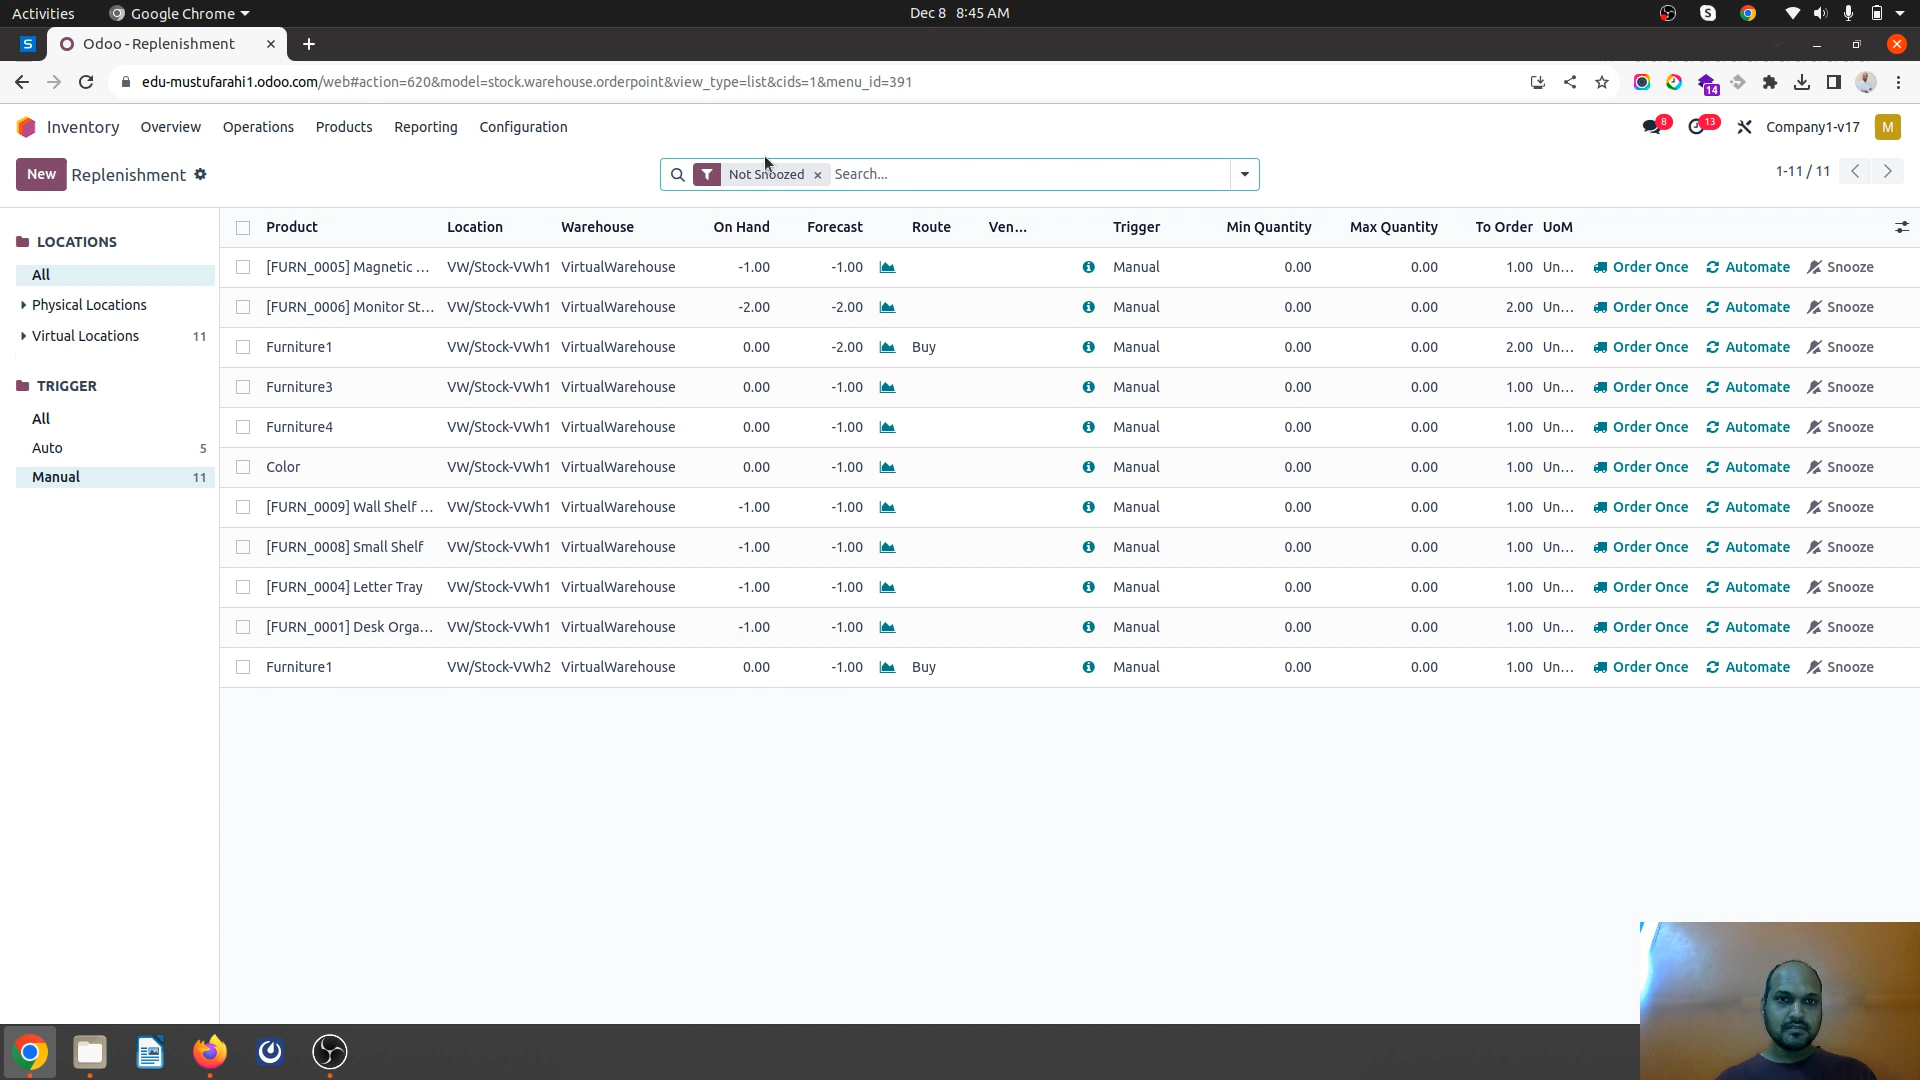 Activities Google Chrome Dec 8 8:45 AM
Odoo - Replenishment
edu-mustufarahi1.odoo.com/web#action=620&model=stock.warehouse.orderpoint&view_type=list&cids=1&menu_id=391 14
Inventory Overview Operations Products Reporting Configuration 8 13 Company1-v17 M
New Replenishment Not Snoozed Search... 1-11 / 11
LOCATIONS
All
Physical Locations
Virtual Locations 11
TRIGGER
All
Auto 5
Manual 11
Product Location Warehouse On Hand Forecast Route Ven... Trigger Min Quantity Max Quantity To Order UoM
[FURN_0005] Magnetic ... VW/Stock-VWh1 VirtualWarehouse -1.00 -1.00 Manual 0.00 0.00 1.00 Un... Order Once Automate Snooze
[FURN_0006] Monitor St... VW/Stock-VWh1 VirtualWarehouse -2.00 -2.00 Manual 0.00 0.00 2.00 Un... Order Once Automate Snooze
Furniture1 VW/Stock-VWh1 VirtualWarehouse 0.00 -2.00 Buy Manual 0.00 0.00 2.00 Un... Order Once Automate Snooze
Furniture3 VW/Stock-VWh1 VirtualWarehouse 0.00 -1.00 Manual 0.00 0.00 1.00 Un... Order Once Automate Snooze
Furniture4 VW/Stock-VWh1 VirtualWarehouse 0.00 -1.00 Manual 0.00 0.00 1.00 Un... Order Once Automate Snooze
Color VW/Stock-VWh1 VirtualWarehouse 0.00 -1.00 Manual 0.00 0.00 1.00 Un... Order Once Automate Snooze
[FURN_0009] Wall Shelf ... VW/Stock-VWh1 VirtualWarehouse -1.00 -1.00 Manual 0.00 0.00 1.00 Un... Order Once Automate Snooze
[FURN_0008] Small Shelf VW/Stock-VWh1 VirtualWarehouse -1.00 -1.00 Manual 0.00 0.00 1.00 Un... Order Once Automate Snooze
[FURN_0004] Letter Tray VW/Stock-VWh1 VirtualWarehouse -1.00 -1.00 Manual 0.00 0.00 1.00 Un... Order Once Automate Snooze
[FURN_0001] Desk Orga... VW/Stock-VWh1 VirtualWarehouse -1.00 -1.00 Manual 0.00 0.00 1.00 Un... Order Once Automate Snooze
Furniture1 VW/Stock-VWh2 VirtualWarehouse 0.00 -1.00 Buy Manual 0.00 0.00 1.00 Un... Order Once Automate Snooze